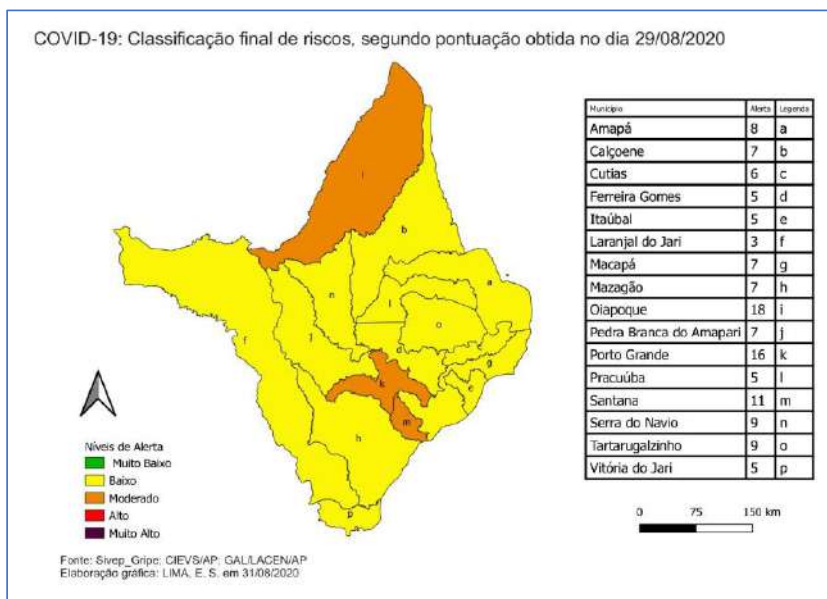 COVID-19: Classificação final de riscos, segundo pontuação obtida no dia 29/08/2020
Município Alerta Legenda
Amapá 8 a
Calçoene 7 b
Cutias 6 c
Ferreira Gomes 5 d
Itaúbal 5 e
Laranjal do Jari 3 f
Macapá 7 g
Mazagão 7 h
Oiapoque 18 i
Pedra Branca do Amapari 7 j
Porto Grande 16 k
Pracuúba 5 l
Santana 11 m
Serra do Navio 9 n
Tartarugalzinho 9 o
Vitória do Jari 5 p
i
b
a
n
l
o
f
j
d
g
k
e
m
h
p
Níveis de Alerta
Muito Baixo
Baixo
Moderado
Alto
Muito Alto
0 75 150 km
Fonte: Sivep_Gripe; CIEVS/AP; GAL/LACEN/AP
Elaboração gráfica: LIMA, E. S. em 31/08/2020